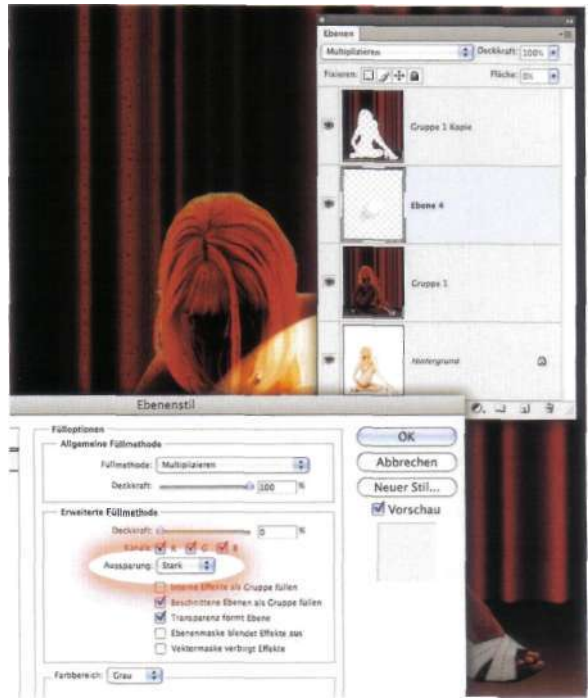 Ebenen
Multiplizieren Deckkraft: 100%
Fixieren: Fläche: 0%
Gruppe 1 Kopie
Ebene 4
Gruppe 1
Hintergrund
Ebenenstil
Fülloptionen
Allgemeine Füllmethode
Füllmethode: Multiplizieren
Deckkraft: 100 %
Erweiterte Füllmethode
Deckkraft: 0 %
Kanäle: R G B
Aussparung: Stark
Interne Effekte als Gruppe füllen
Beschnittene Ebenen als Gruppe füllen
Transparenz formt Ebene
Ebenenmaske blendet Effekte aus
Vektormaske verbirgt Effekte
Farbbereich: Grau
OK
Abbrechen
Neuer Stil...
Vorschau